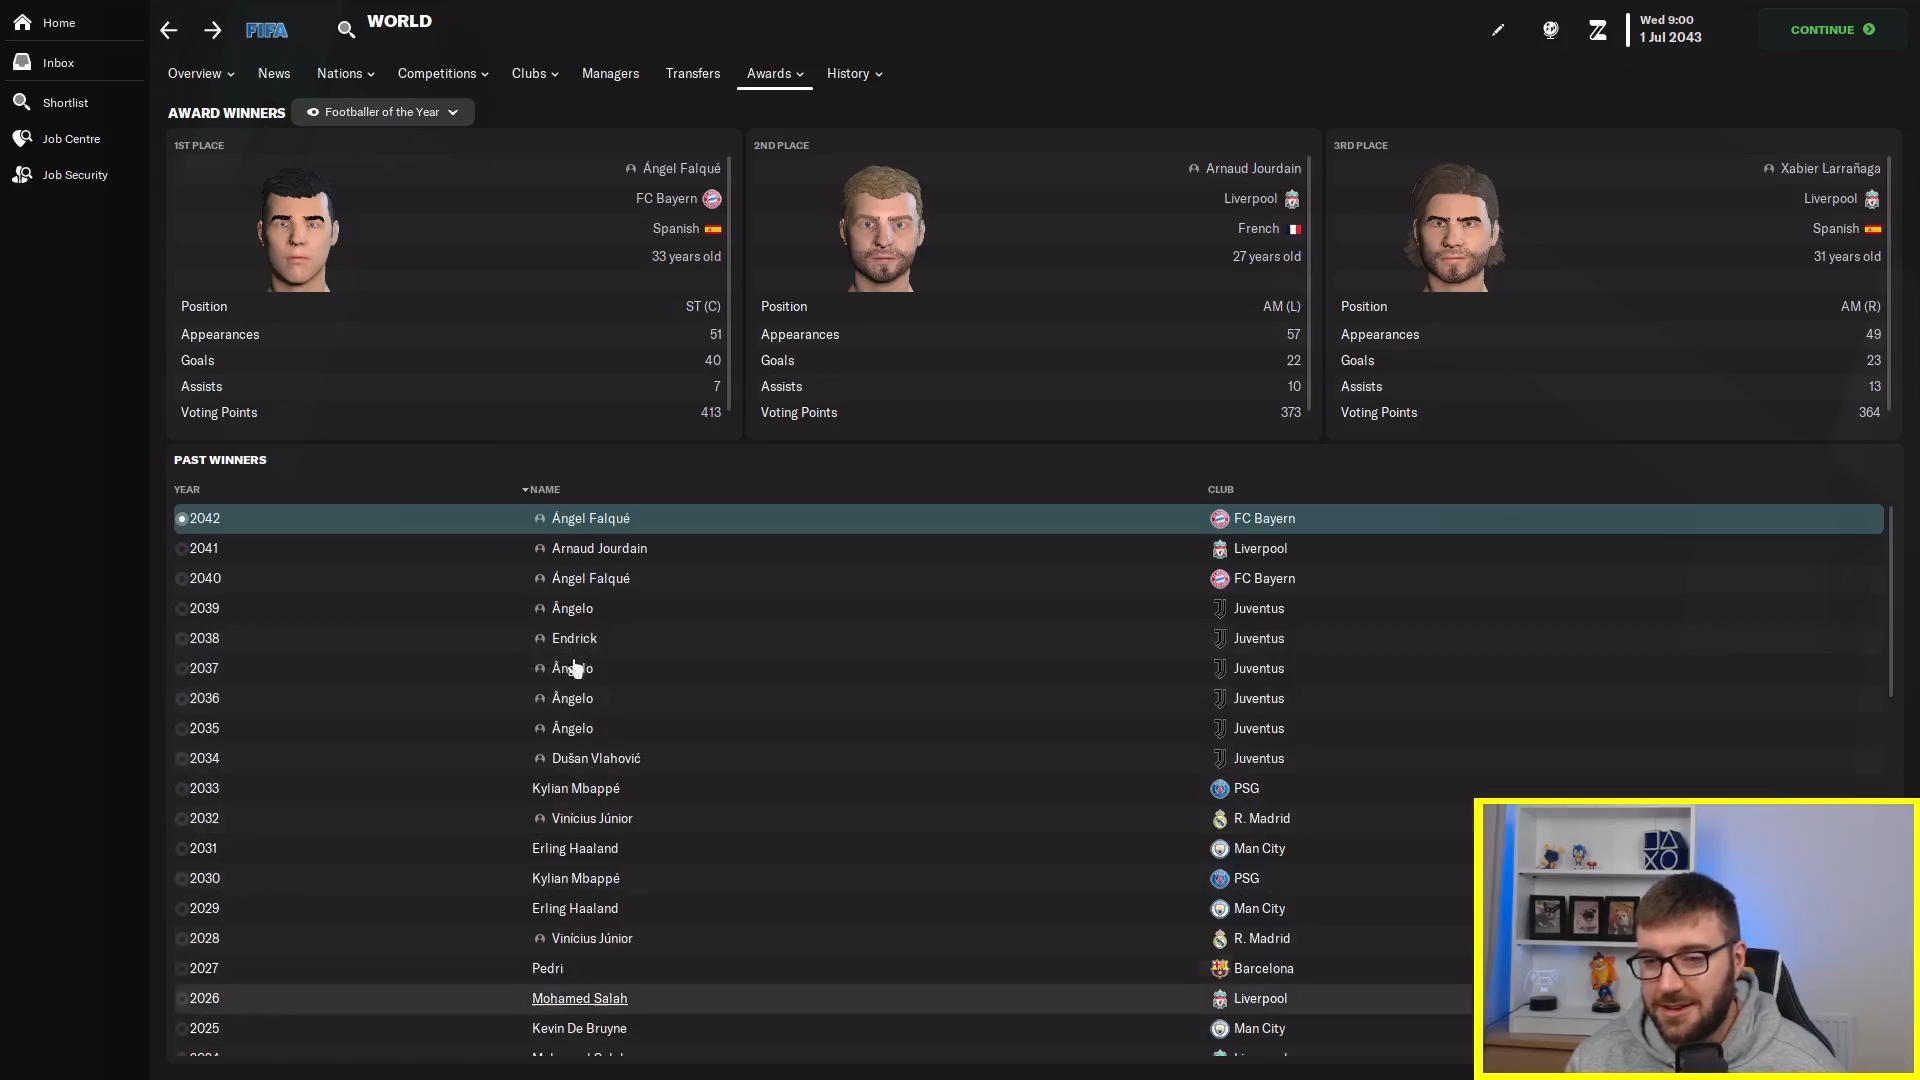 Home
Inbox
Shortlist
Job Centre
Job Security
FIFA
WORLD
Wed 9:00
1 Jul 2043
CONTINUE
Overview News Nations Competitions Clubs Managers Transfers Awards History
AWARD WINNERS Footballer of the Year
1ST PLACE
Ángel Falqué
FC Bayern
Spanish
33 years old
Position ST (C)
Appearances 51
Goals 40
Assists 7
Voting Points 413
2ND PLACE
Arnaud Jourdain
Liverpool
French
27 years old
Position AM (L)
Appearances 57
Goals 22
Assists 10
Voting Points 373
3RD PLACE
Xabier Larrañaga
Liverpool
Spanish
31 years old
Position AM (R)
Appearances 49
Goals 23
Assists 13
Voting Points 364
PAST WINNERS
YEAR NAME CLUB
2042 Ángel Falqué FC Bayern
2041 Arnaud Jourdain Liverpool
2040 Ángel Falqué FC Bayern
2039 Ângelo Juventus
2038 Endrick Juventus
2037 Ângelo Juventus
2036 Ângelo Juventus
2035 Ângelo Juventus
2034 Dušan Vlahović Juventus
2033 Kylian Mbappé PSG
2032 Vinícius Júnior R. Madrid
2031 Erling Haaland Man City
2030 Kylian Mbappé PSG
2029 Erling Haaland Man City
2028 Vinícius Júnior R. Madrid
2027 Pedri Barcelona
2026 Mohamed Salah Liverpool
2025 Kevin De Bruyne Man City